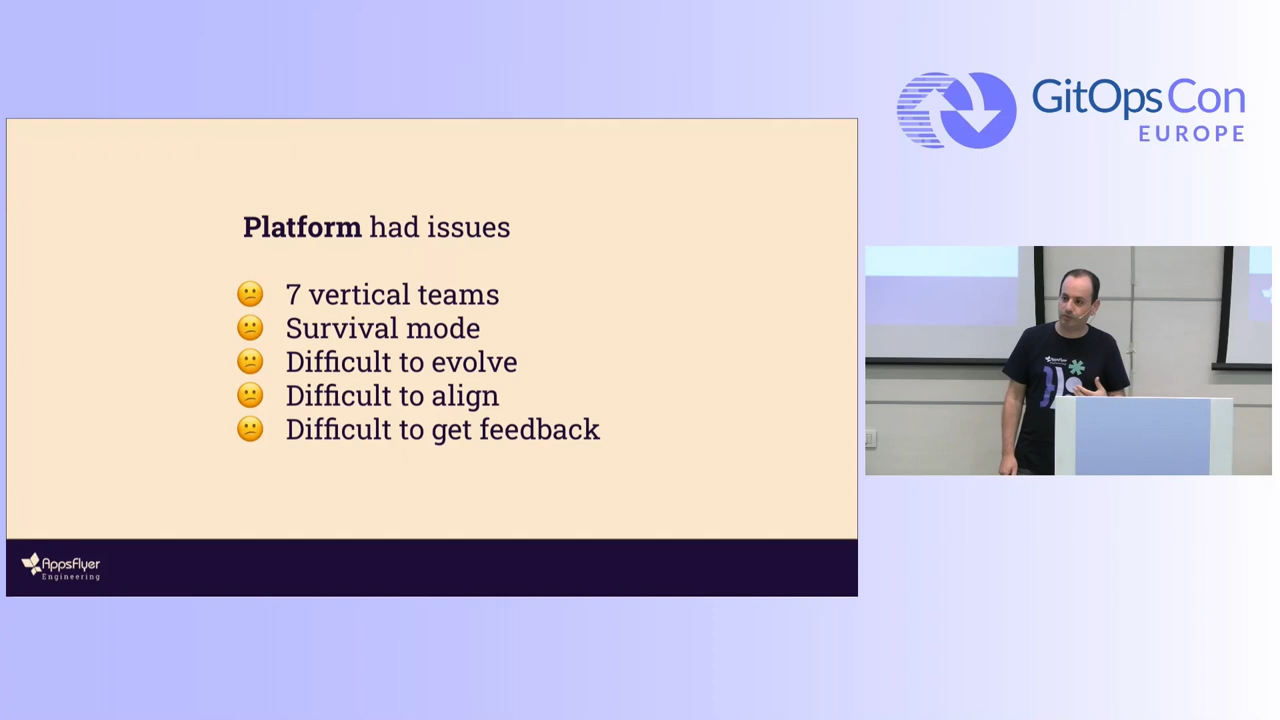 GitOpsCon
EUROPE
Platform had issues
7 vertical teams
Survival mode
Difficult to evolve
Difficult to align
Difficult to get feedback
AppsFlyer
Engineering
AppsFlyer